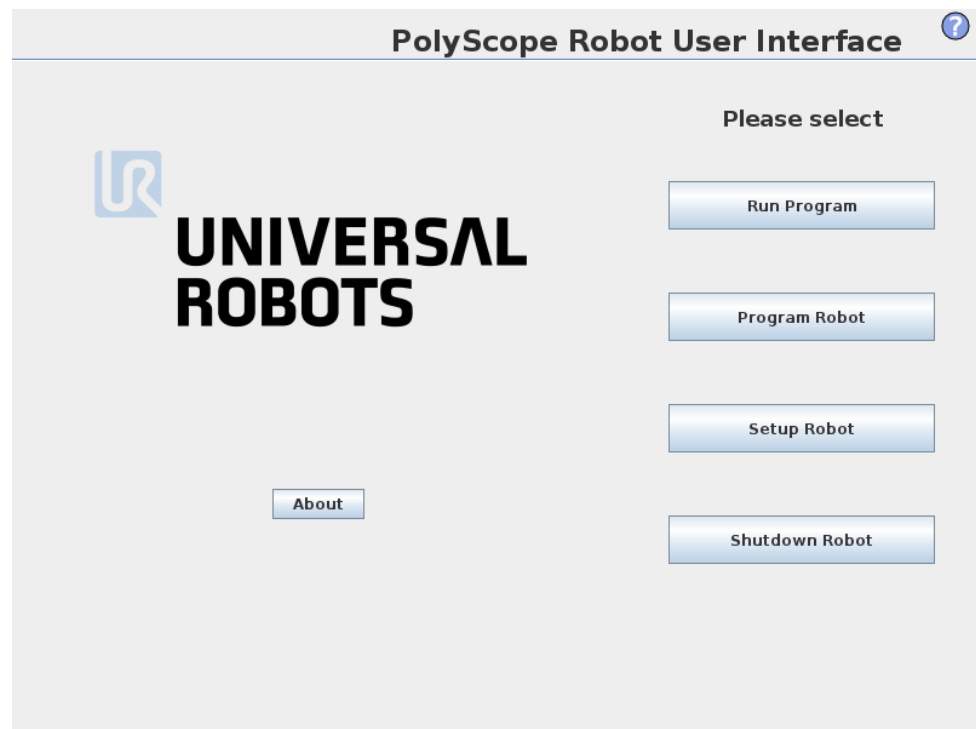 PolyScope Robot User Interface
?
Please select
UR
UNIVERSAL
ROBOTS
Run Program
Program Robot
Setup Robot
About
Shutdown Robot